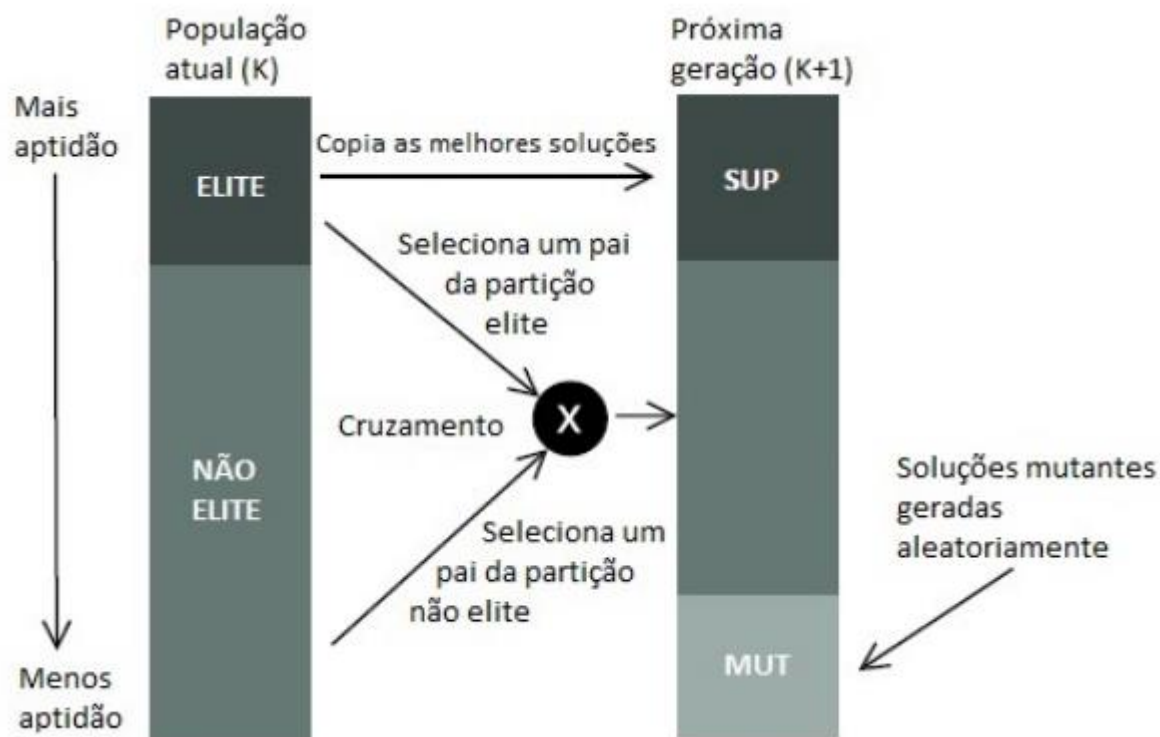 População
atual (K)
Próxima
geração (K+1)
Mais
aptidão
Copia as melhores soluções
ELITE
SUP
Seleciona um pai
da partição
elite
Cruzamento
X
NÃO
ELITE
Soluções mutantes
geradas
aleatoriamente
Seleciona um
pai da partição
não elite
MUT
Menos
aptidão